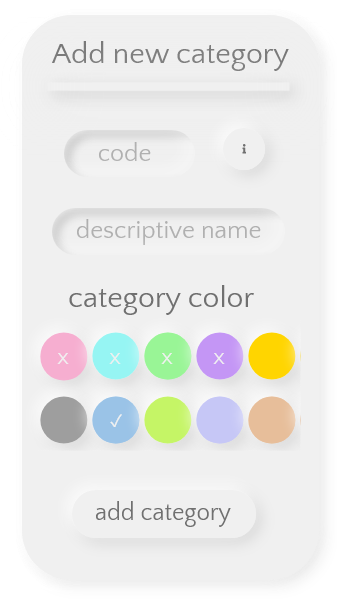 Add new category
code
i
descriptive name
category color
x x x x
✓
add category